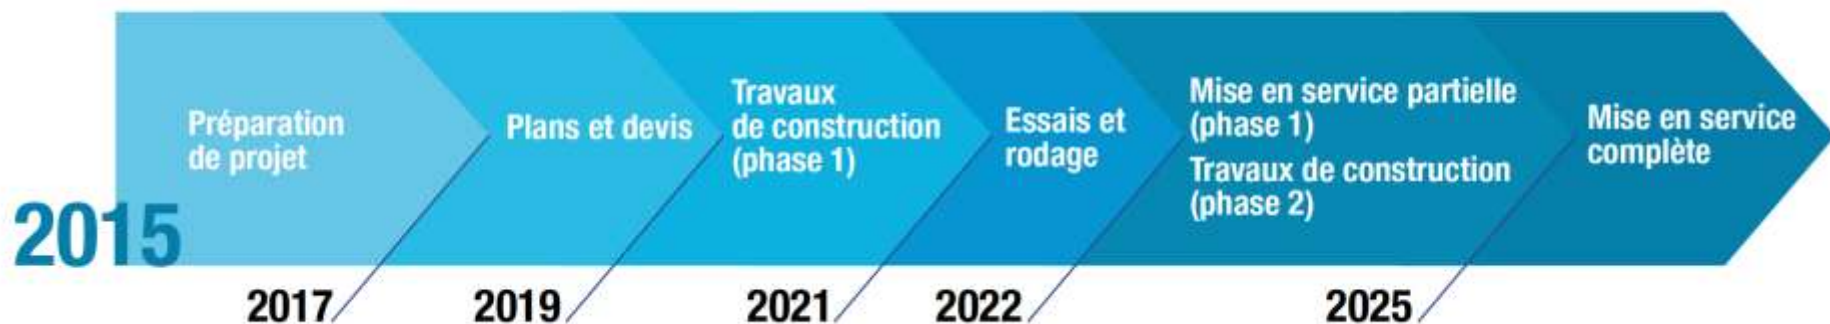 Préparation
de projet
Plans et devis
Travaux
de construction
(phase 1)
Essais et
rodage
Mise en service partielle
(phase 1)
Travaux de construction
(phase 2)
Mise en service
complète
2015
2017
2019
2021
2022
2025